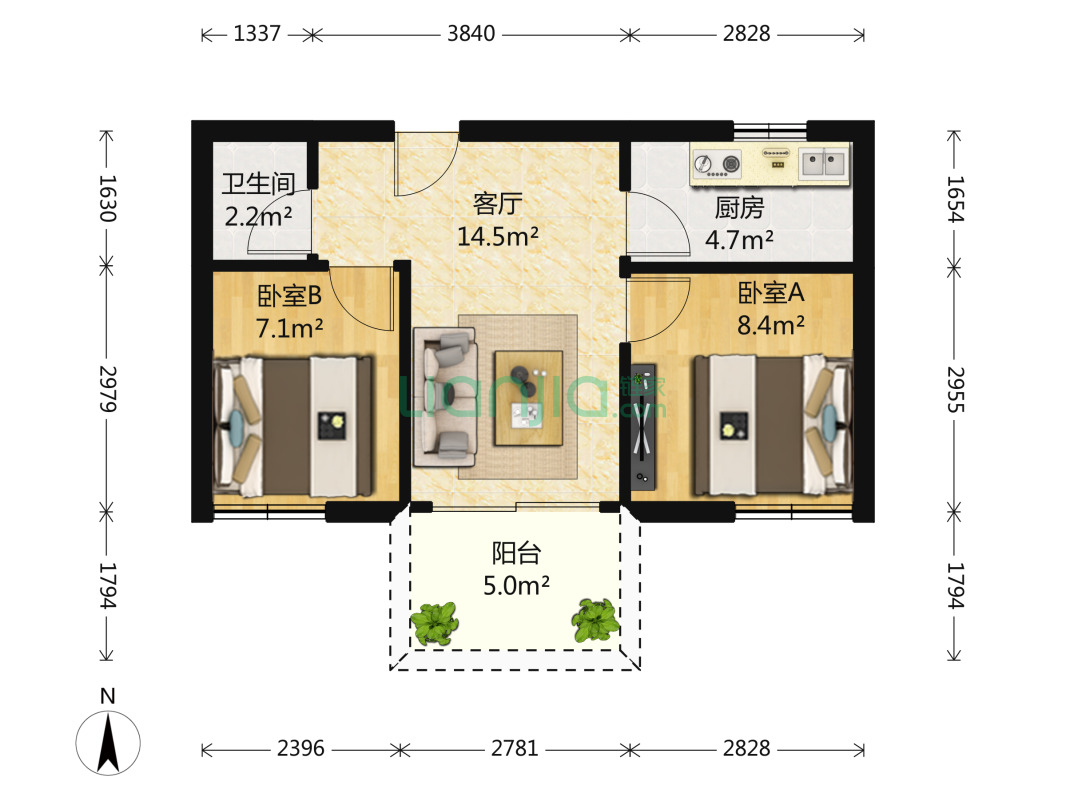 1337
3840
2828
卫生间
2.2m²
客厅
14.5m²
厨房
4.7m²
1630
1654
卧室B
7.1m²
卧室A
8.4m²
2979
2955
Lianjia.链家
.com
阳台
5.0m²
1794
1794
N
2396
2781
2828